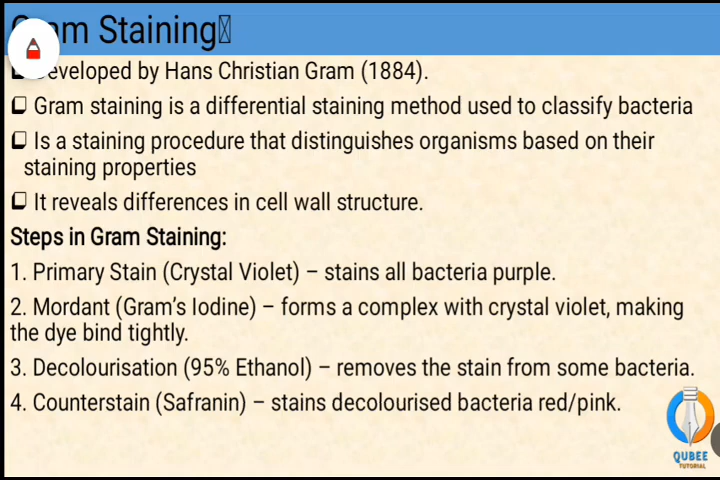 Gram Staining
Developed by Hans Christian Gram (1884).
Gram staining is a differential staining method used to classify bacteria
Is a staining procedure that distinguishes organisms based on their
staining properties
It reveals differences in cell wall structure.
Steps in Gram Staining:
1. Primary Stain (Crystal Violet) – stains all bacteria purple.
2. Mordant (Gram's Iodine) – forms a complex with crystal violet, making
the dye bind tightly.
3. Decolourisation (95% Ethanol) – removes the stain from some bacteria.
4. Counterstain (Safranin) – stains decolourised bacteria red/pink.
QUBEE
TUTORIAL